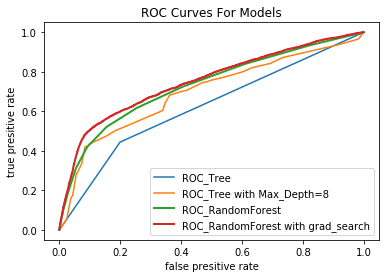 ROC Curves For Models
true presitive rate
1.0
0.8
0.6
0.4
0.2
0.0
ROC_Tree
ROC_Tree with Max_Depth=8
ROC_RandomForest
ROC_RandomForest with grad_search
0.0 0.2 0.4 0.6 0.8 1.0
false presitive rate